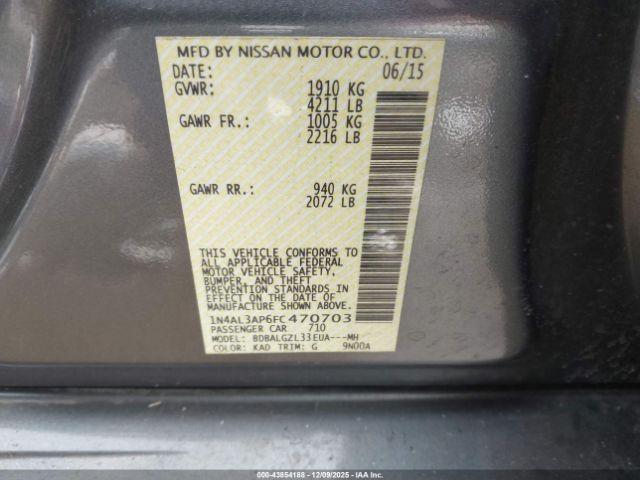 MFD BY NISSAN MOTOR CO., LTD.
DATE: 06/15
GVWR: 1910 KG
4211 LB
GAWR FR.: 1005 KG
2216 LB
GAWR RR.: 940 KG
2072 LB
THIS VEHICLE CONFORMS TO
ALL APPLICABLE FEDERAL
MOTOR VEHICLE SAFETY,
BUMPER, AND THEFT
PREVENTION STANDARDS
IN EFFECT ON THE DATE OF
MANUFACTURE SHOWN ABOVE.
1N4AL3AP6FC470703
PASSENGER CAR 710
MODEL: BDBALGZL33EUA---MH
COLOR: KAD TRIM: G 9N00A
000-43854188 | 12/09/2025 - IAA